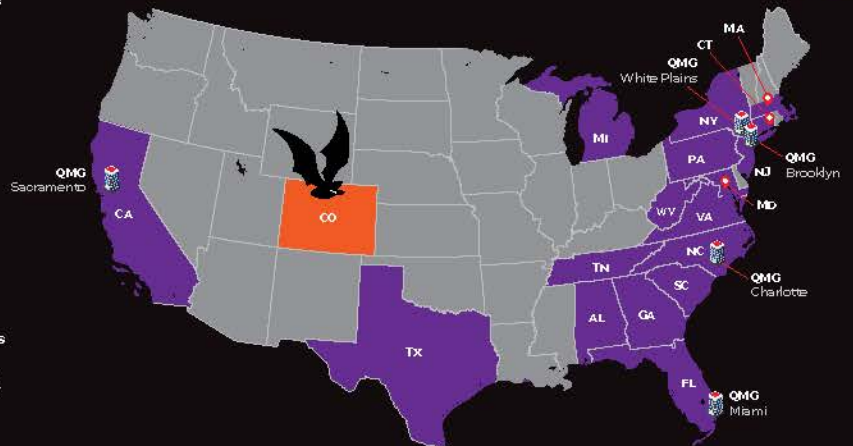 MA
CT
QMG
White Plains
NY
MI
PA
QMG
Brooklyn
NJ
QMG
Sacramento
CA
CO
WV
VA
MD
NC
TN
QMG
Charlotte
SC
AL
GA
TX
FL
QMG
Miami